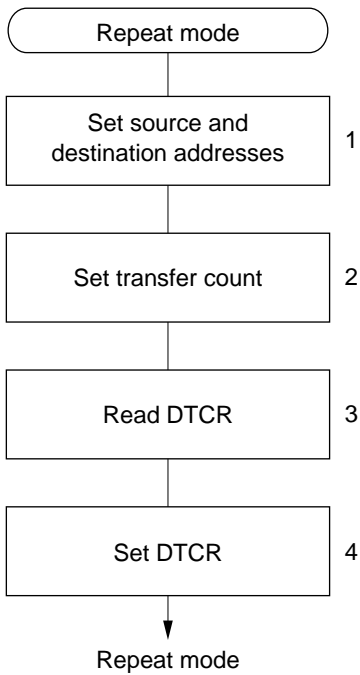 Repeat mode
Set source and
destination addresses
1
Set transfer count
2
Read DTCR
3
Set DTCR
4
Repeat mode